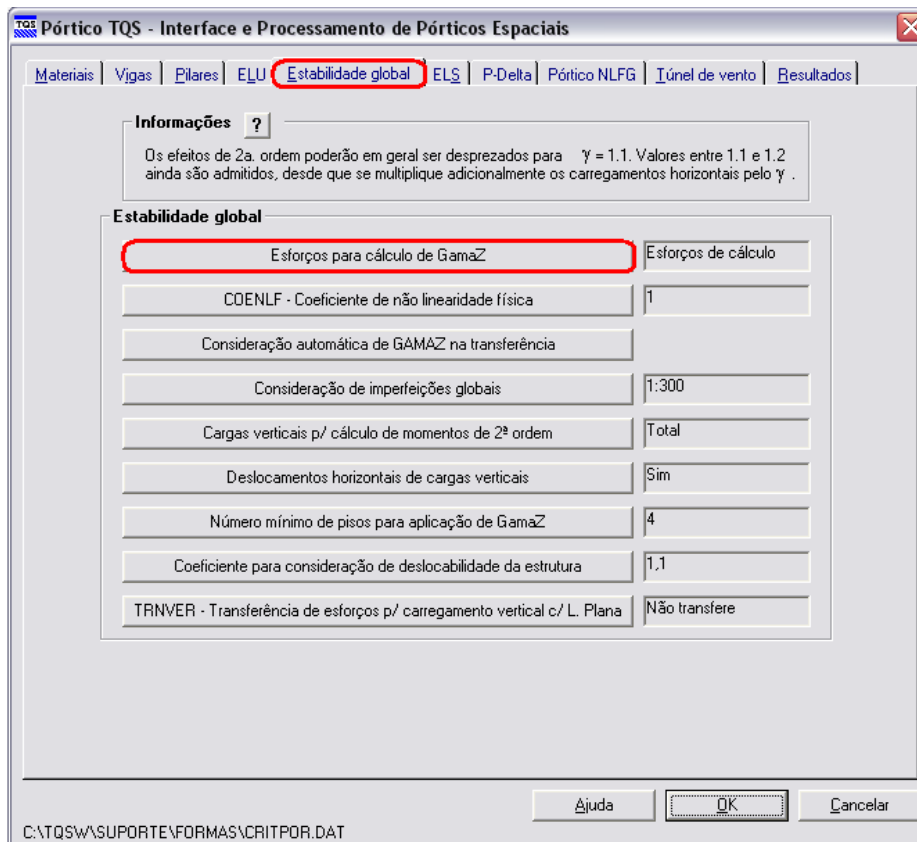 TQS Pórtico TQS - Interface e Processamento de Pórticos Espaciais
Materiais Vigas Pilares ELU Estabilidade global ELS P-Delta Pórtico NLFG Túnel de vento Resultados
Informações ?
Os efeitos de 2a. ordem poderão em geral ser desprezados para γ = 1.1. Valores entre 1.1 e 1.2
ainda são admitidos, desde que se multiplique adicionalmente os carregamentos horizontais pelo γ .
Estabilidade global
Esforços para cálculo de GamaZ Esforços de cálculo
COENLF - Coeficiente de não linearidade física 1
Consideração automática de GAMAZ na transferência
Consideração de imperfeições globais 1:300
Cargas verticais p/ cálculo de momentos de 2ª ordem Total
Deslocamentos horizontais de cargas verticais Sim
Número mínimo de pisos para aplicação de GamaZ 4
Coeficiente para consideração de deslocabilidade da estrutura 1,1
TRNVER - Transferência de esforços p/ carregamento vertical c/ L. Plana Não transfere
Ajuda OK Cancelar
C:\TQSW\SUPORTE\FORMAS\CRITPOR.DAT